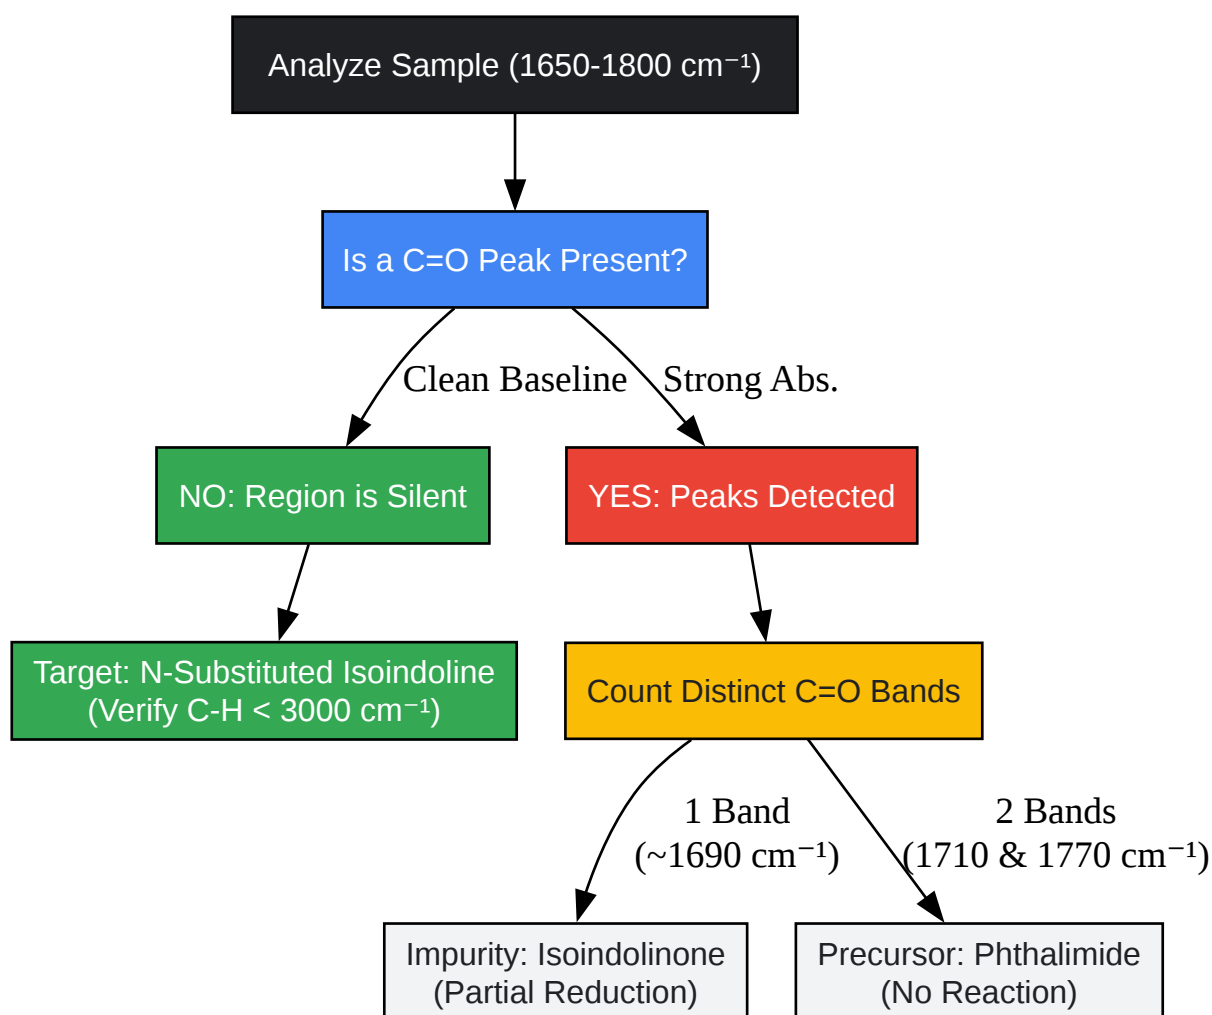 Analyze Sample (1650-1800 cm⁻¹)
Is a C=O Peak Present?
Clean Baseline
Strong Abs.
NO: Region is Silent
YES: Peaks Detected
Target: N-Substituted Isoindoline
(Verify C-H < 3000 cm⁻¹)
Count Distinct C=O Bands
1 Band
(~1690 cm⁻¹)
2 Bands
(1710 & 1770 cm⁻¹)
Impurity: Isoindolinone
(Partial Reduction)
Precursor: Phthalimide
(No Reaction)